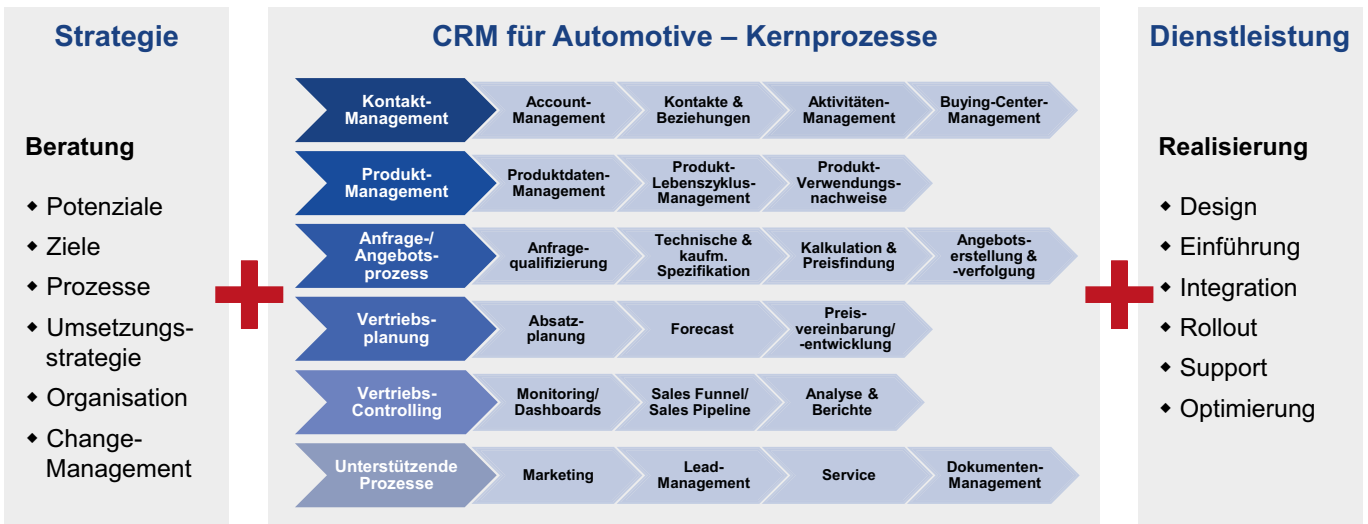 Strategie
Beratung
◆ Potenziale
◆ Ziele
◆ Prozesse
◆ Umsetzungs-
strategie
◆ Organisation
◆ Change-
Management
CRM für Automotive – Kernprozesse
Kontakt-
Management
Account-
Management
Kontakte &
Beziehungen
Aktivitäten-
Management
Buying-Center-
Management
Produkt-
Management
Produktdaten-
Management
Produkt-
Lebenszyklus-
Management
Produkt-
Verwendungs-
nachweise
Anfrage-/
Angebots-
prozess
Anfrage-
qualifizierung
Technische &
kaufm.
Spezifikation
Kalkulation &
Preisfindung
Angebots-
erstellung &
-verfolgung
Vertriebs-
planung
Absatz-
planung
Forecast
Preis-
vereinbarung/
-entwicklung
Vertriebs-
Controlling
Monitoring/
Dashboards
Sales Funnel/
Sales Pipeline
Analyse &
Berichte
Unterstützende
Prozesse
Marketing
Lead-
Management
Service
Dokumenten-
Management
Dienstleistung
Realisierung
◆ Design
◆ Einführung
◆ Integration
◆ Rollout
◆ Support
◆ Optimierung